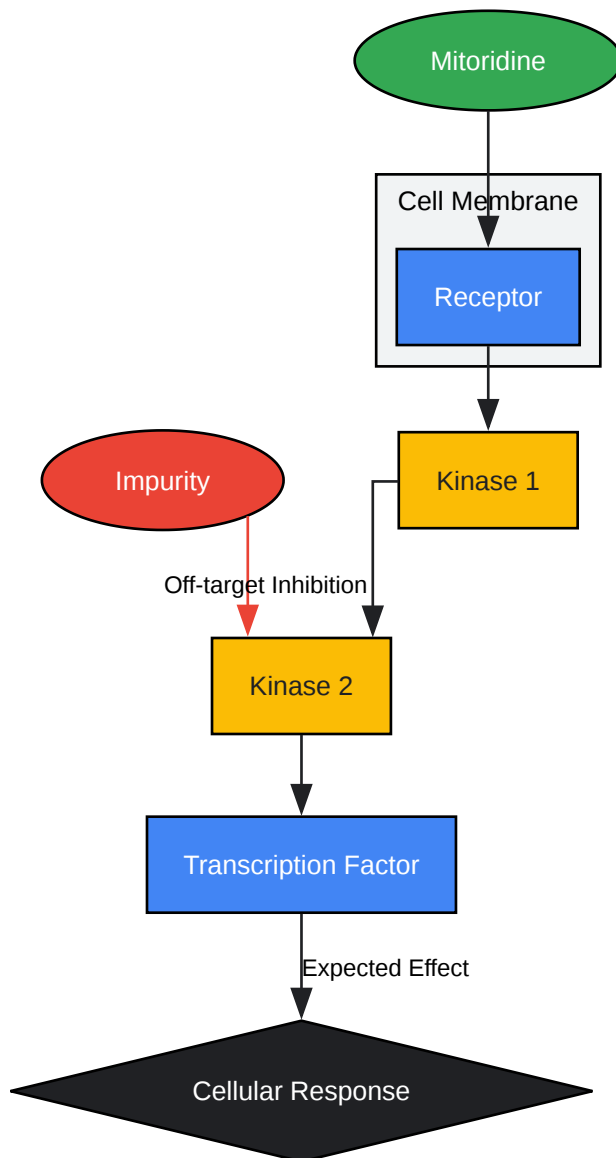 Mitoridine
Cell Membrane
Receptor
Kinase 1
Impurity
Off-target Inhibition
Kinase 2
Transcription Factor
Expected Effect
Cellular Response